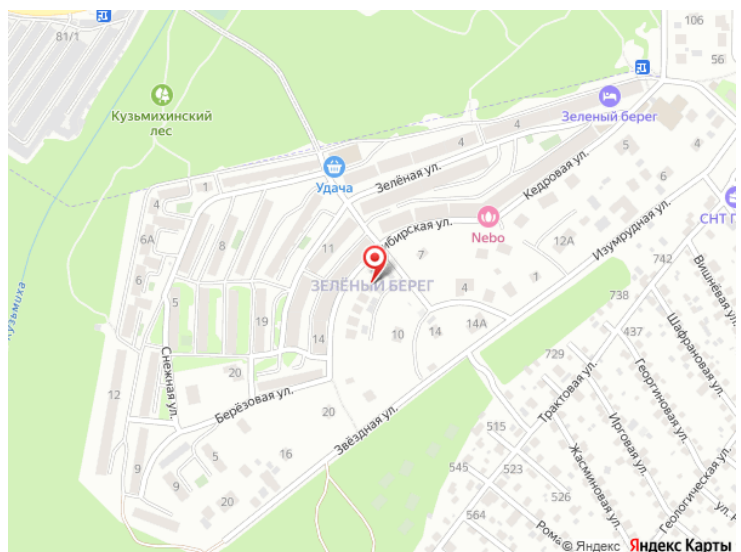 81/1
106
56
Кузьмихинский
лес
Зеленый берег
4
4
5
6
Удача
Зелёная ул.
1
4
Кедровая ул.
СНТ П
6А
8
11
ибирская ул.
Nebo
7
12А
Изумрудная ул.
742
Вишнёвая ул.
6
ЗЕЛЁНЫЙ БЕРЕГ
4
1
738
Кузьмиха
5
19
14
10
14
14А
437
Шафрановая ул.
729
Снежная ул.
12
20
Берёзовая ул.
20
Звёздная ул.
Трактовая ул.
Георгиновая ул.
515
Жасминовая ул.
Ирговая ул.
Геологическая ул.
9
5
16
545
523
9
20
526
564
Рома
ул.
© Яндекс
Яндекс Карты